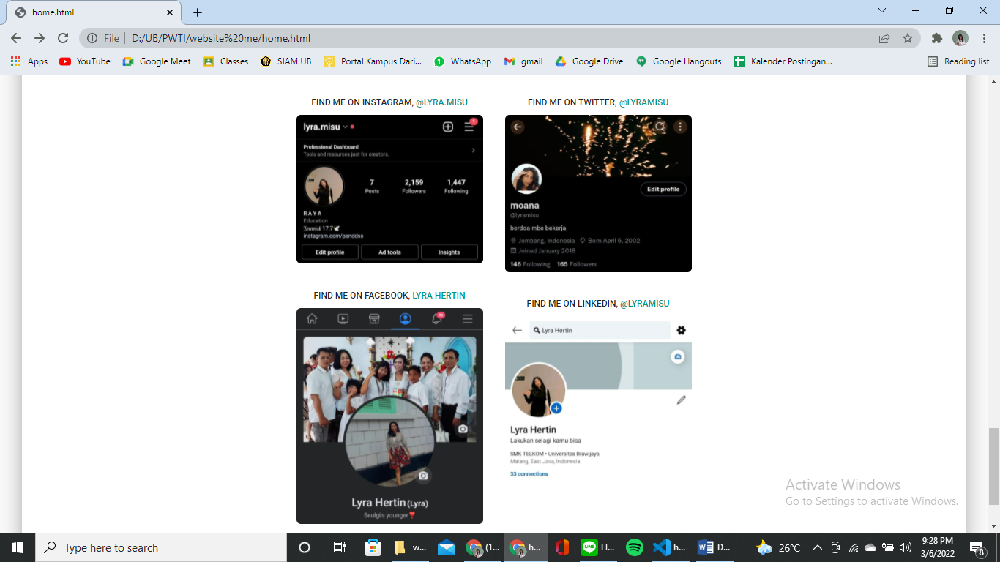 home.html
File
D:/UB/PWTI/website%20me/home.html
Apps
YouTube
Google Meet
Classes
SIAM UB
Portal Kampus Dari...
WhatsApp
gmail
Google Drive
Google Hangouts
Kalender Postingan...
Reading list
FIND ME ON INSTAGRAM, @LYRA.MISU
lyra.misu
1
Professional Dashboard
Tools and resources just for creators.
7 2,159 1,447
Posts Followers Following
R A Y A
Education
Jeremiah 17:7
instagram.com/panddss
Edit profile Ad tools Insights
FIND ME ON TWITTER, @LYRAMISU
Edit profile
moana
@lyramisu
berdoa mbe bekerja
Jombang, Indonesia Born April 6, 2002
Joined January 2018
146 Following 165 Followers
FIND ME ON FACEBOOK, LYRA HERTIN
Lyra Hertin (Lyra)
Seulgi's younger
FIND ME ON LINKEDIN, @LYRAMISU
Lyra Hertin
Lyra Hertin
Lakukan selagi kamu bisa
SMK TELKOM • Universitas Brawijaya
Malang, East Java, Indonesia
33 connections
Activate Windows
Go to Settings to activate Windows.
Type here to search
w...
(1...
h...
LINE
LI...
h...
D...
26°C
9:28 PM
3/6/2022
8